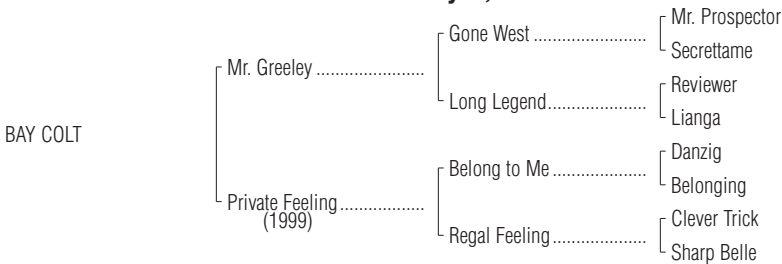 Mr. Prospector
Gone West ........................
Secrettame
Mr. Greeley .......................
Reviewer
Long Legend.....................
Lianga
BAY COLT
Danzig
Belong to Me ....................
Belonging
Private Feeling..................
(1999)
Clever Trick
Regal Feeling....................
Sharp Belle